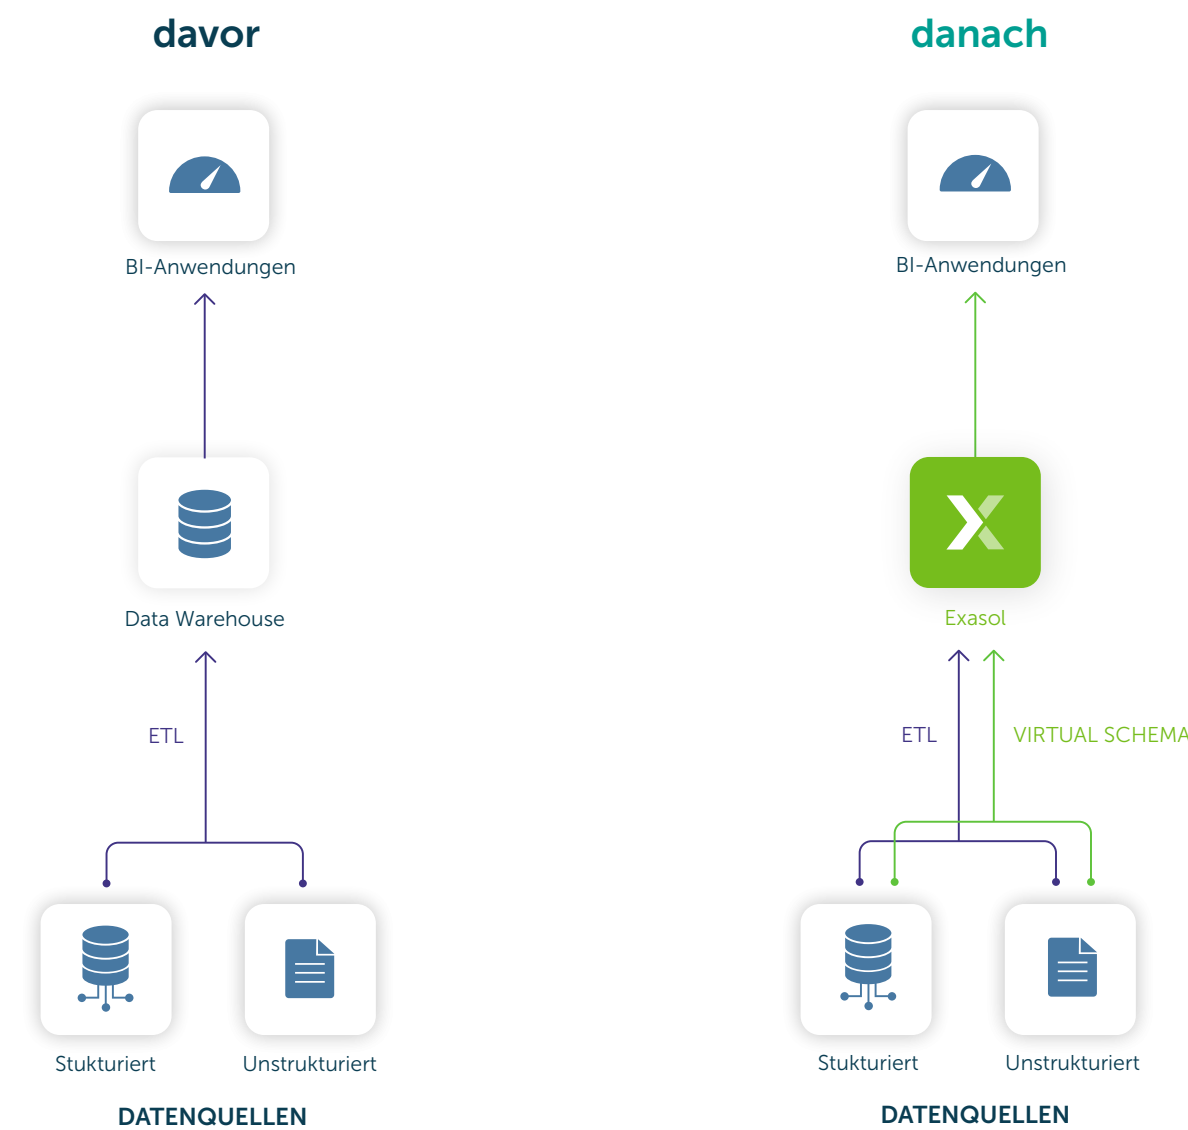 davor
BI-Anwendungen
Data Warehouse
ETL
Stukturiert
Unstrukturiert
DATENQUELLEN
danach
BI-Anwendungen
Exasol
ETL
VIRTUAL SCHEMA
Stukturiert
Unstrukturiert
DATENQUELLEN